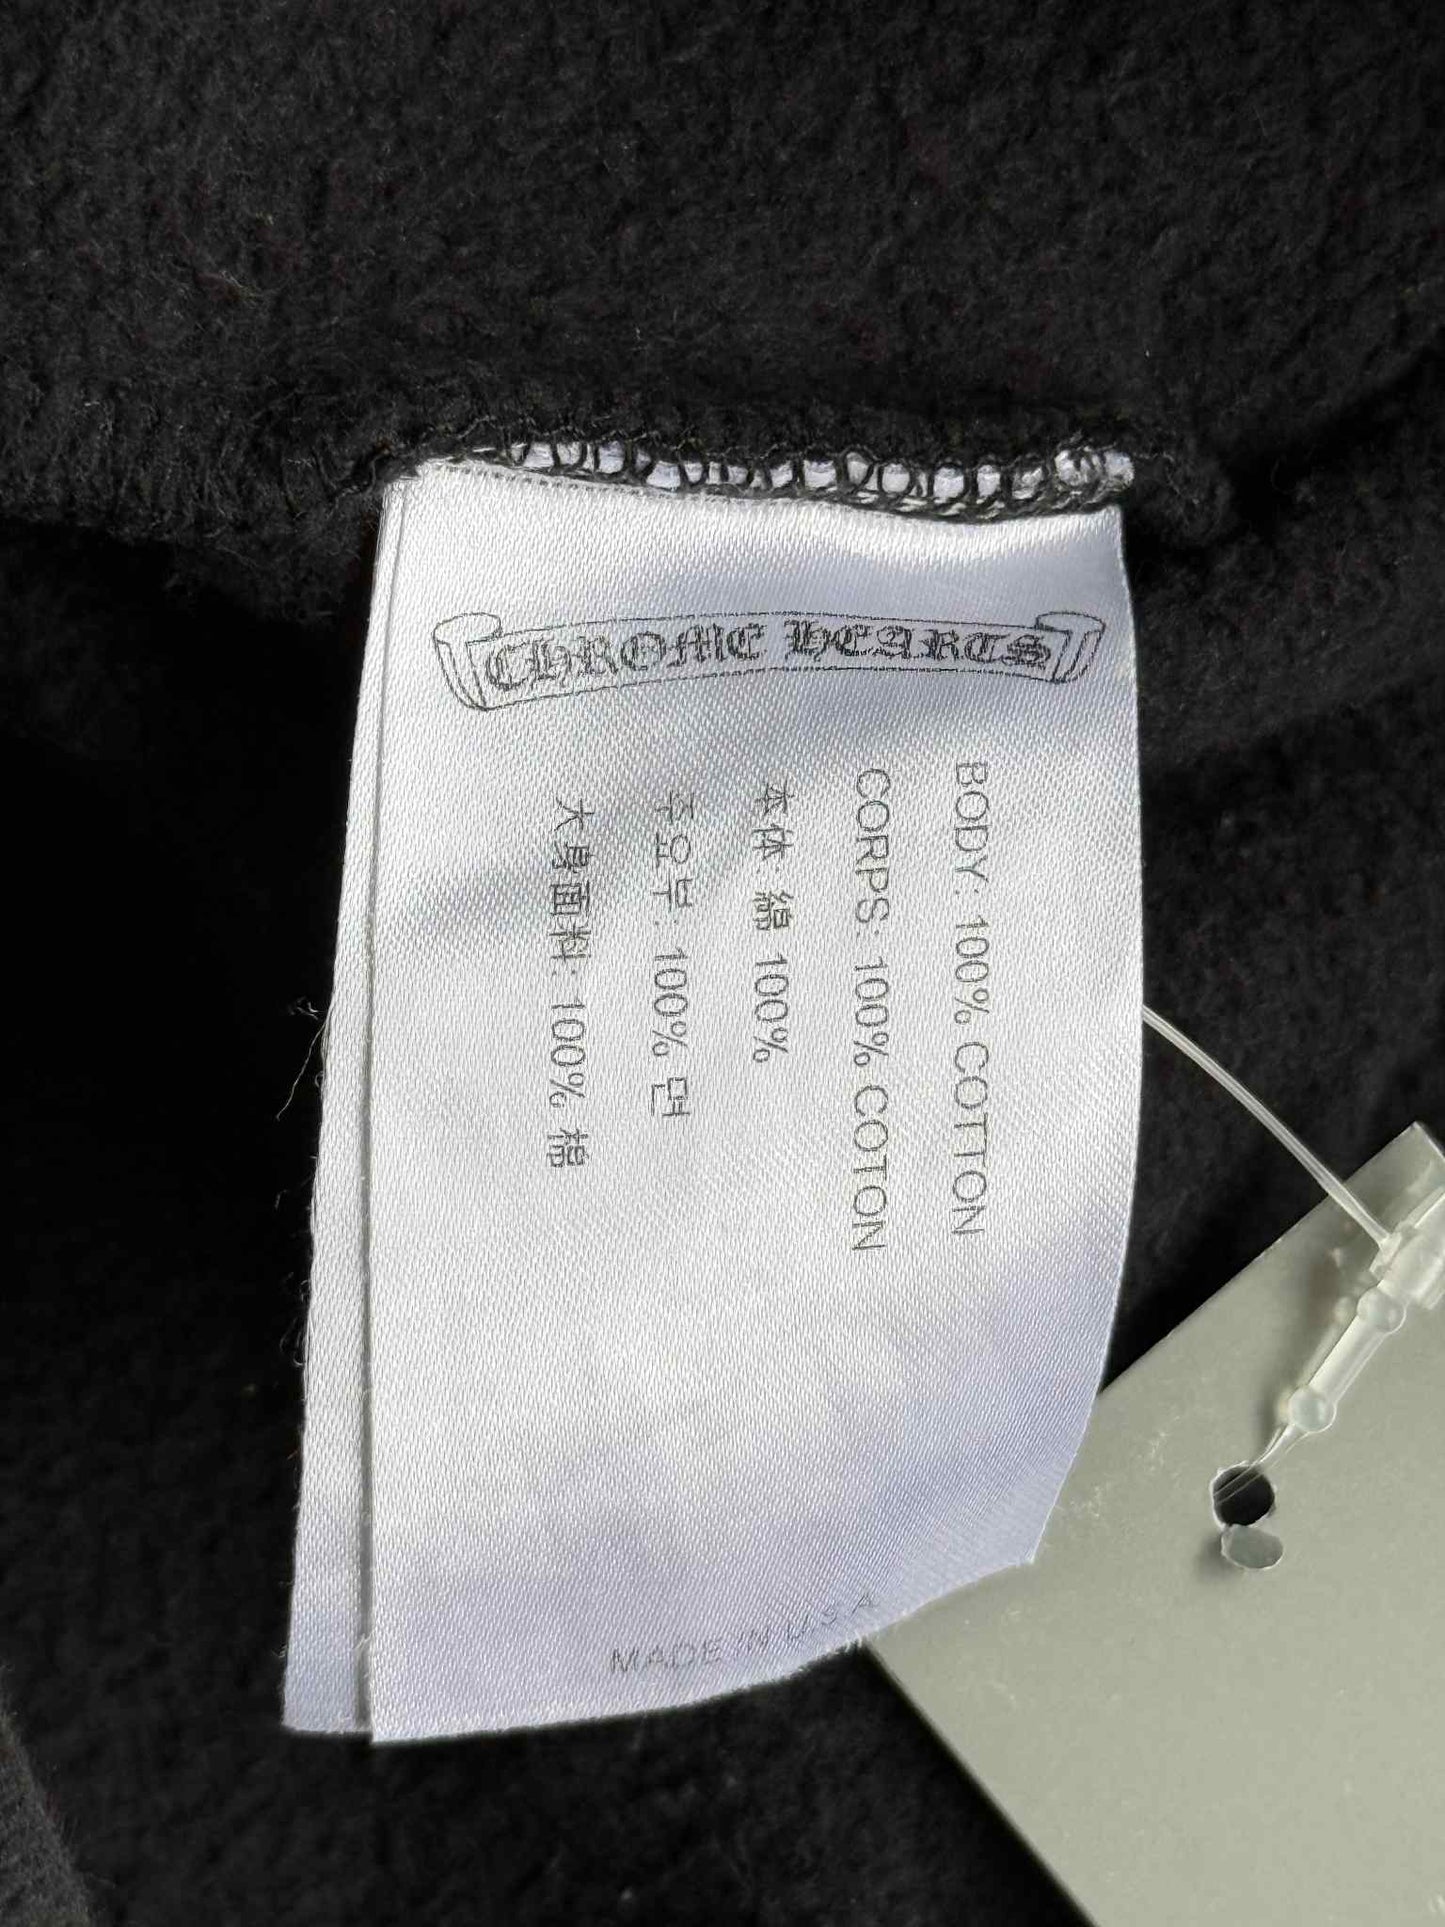 CHROME HEARTS
BODY: 100% COTTON
CORPS: 100% COTON
本体: 綿 100%
주요부: 100% 면
大身面料: 100% 棉
MADE IN U.S.A